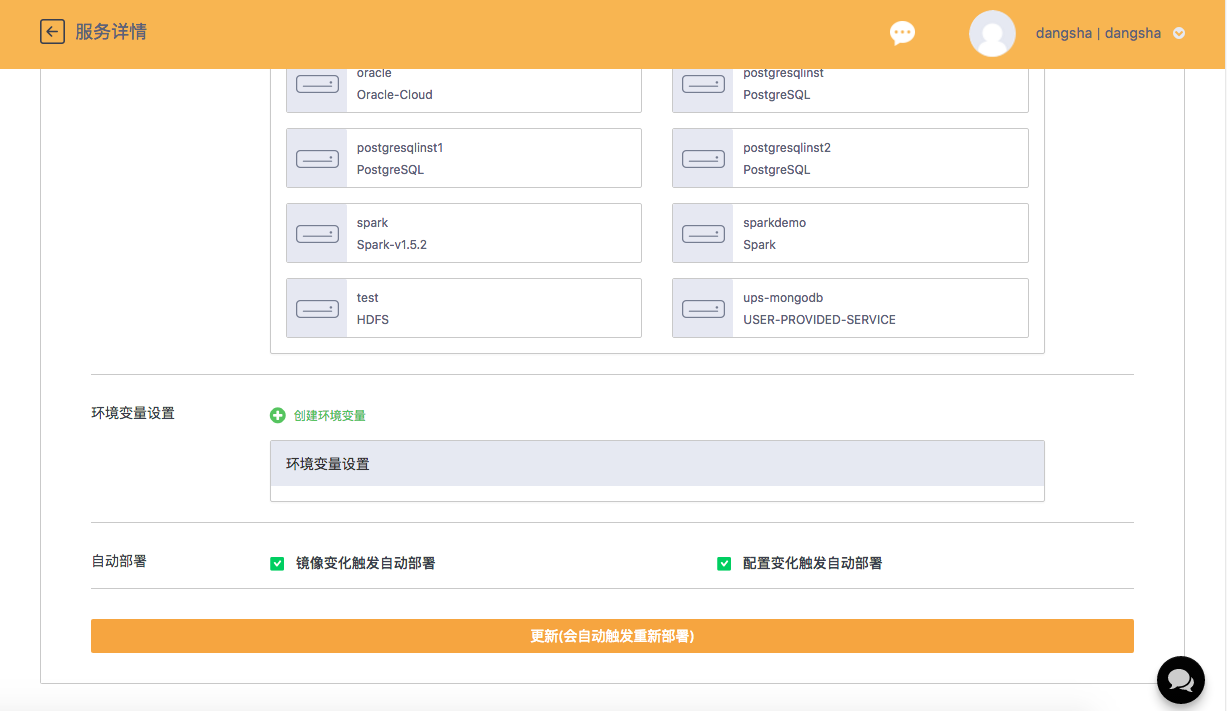 服务详情
dangsha | dangsha
oracle
Oracle-Cloud
postgresqlinst
PostgreSQL
postgresqlinst1
PostgreSQL
postgresqlinst2
PostgreSQL
spark
Spark-v1.5.2
sparkdemo
Spark
test
HDFS
ups-mongodb
USER-PROVIDED-SERVICE
环境变量设置
创建环境变量
环境变量设置
自动部署
镜像变化触发自动部署
配置变化触发自动部署
更新(会自动触发重新部署)